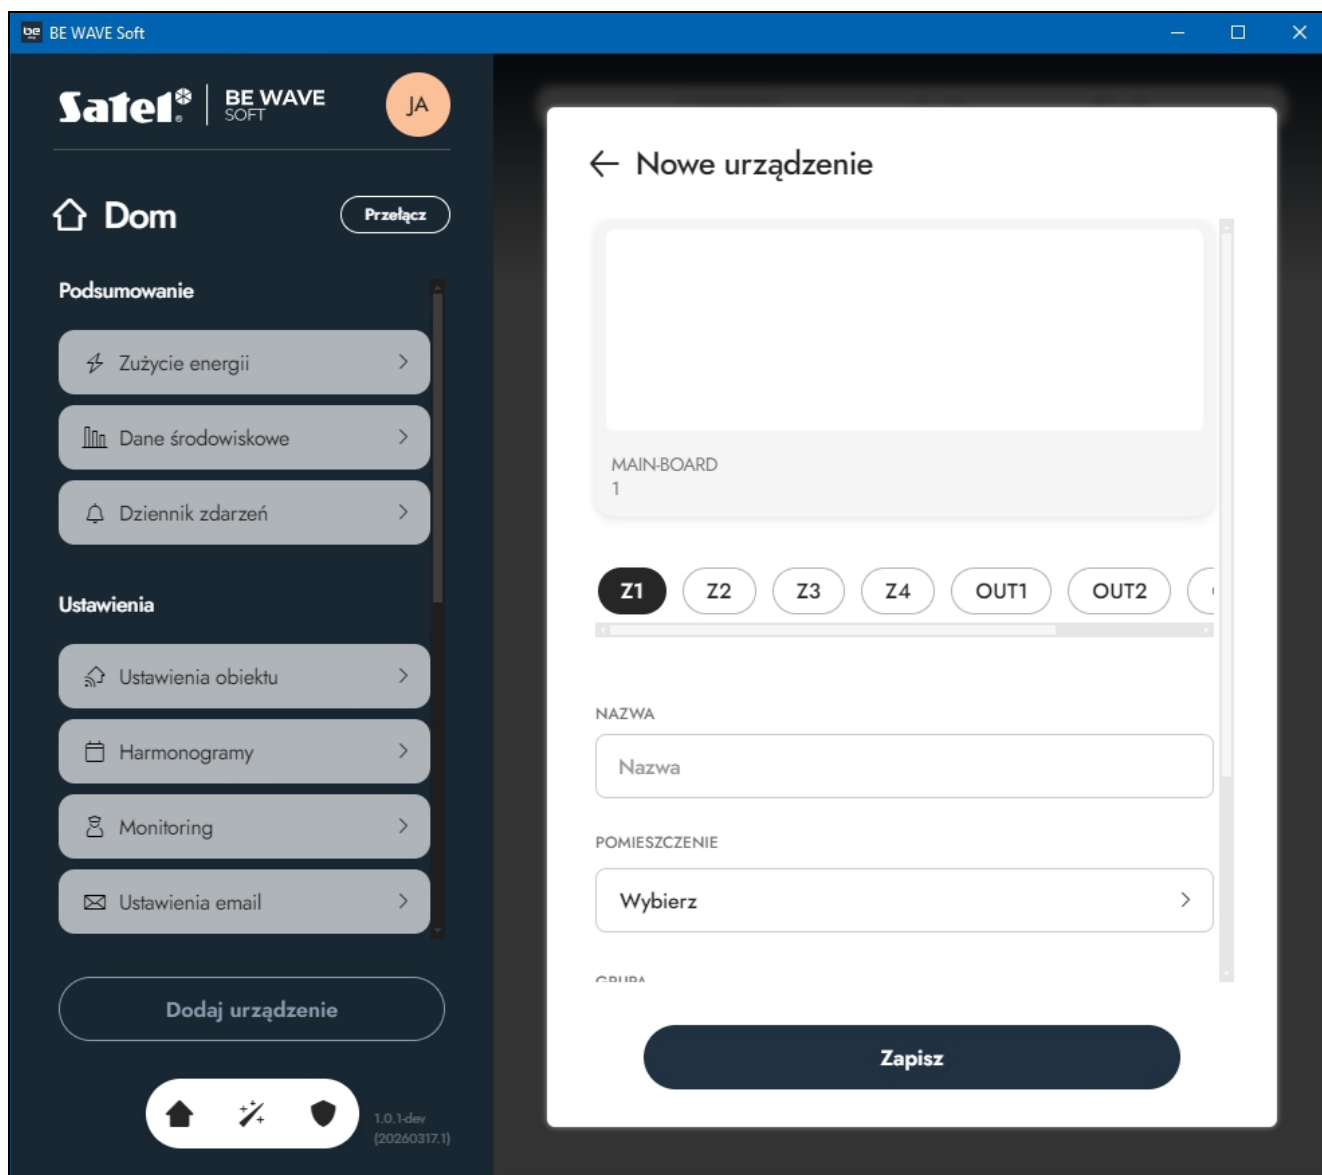 BE WAVE Soft
Satel®
BE WAVE
SOFT
JA
Dom
Przełącz
Podsumowanie
Zużycie energii
Dane środowiskowe
Dziennik zdarzeń
Ustawienia
Ustawienia obiektu
Harmonogramy
Monitoring
Ustawienia email
Dodaj urządzenie
1.0.1-dev
(20260317.1)
Nowe urządzenie
MAIN-BOARD
1
Z1 Z2 Z3 Z4 OUT1 OUT2
NAZWA
Nazwa
POMIESZCZENIE
Wybierz
GRUPA
Zapisz